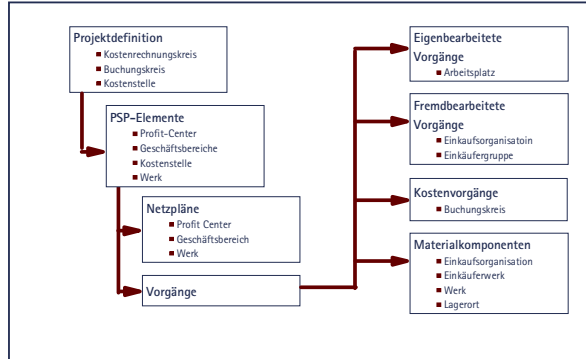 Projektdefinition
Kostenrechnungskreis
Buchungskreis
Kostenstelle
PSP-Elemente
Profit-Center
Geschäftsbereiche
Kostenstelle
Werk
Netzpläne
Profit Center
Geschäftsbereich
Werk
Vorgänge
Eigenbearbeitete
Vorgänge
Arbeitsplatz
Fremdbearbeitete
Vorgänge
Einkaufsorganisatoin
Einkäufergruppe
Kostenvorgänge
Buchungskreis
Materialkomponenten
Einkaufsorganisation
Einkäuferwerk
Werk
Lagerort